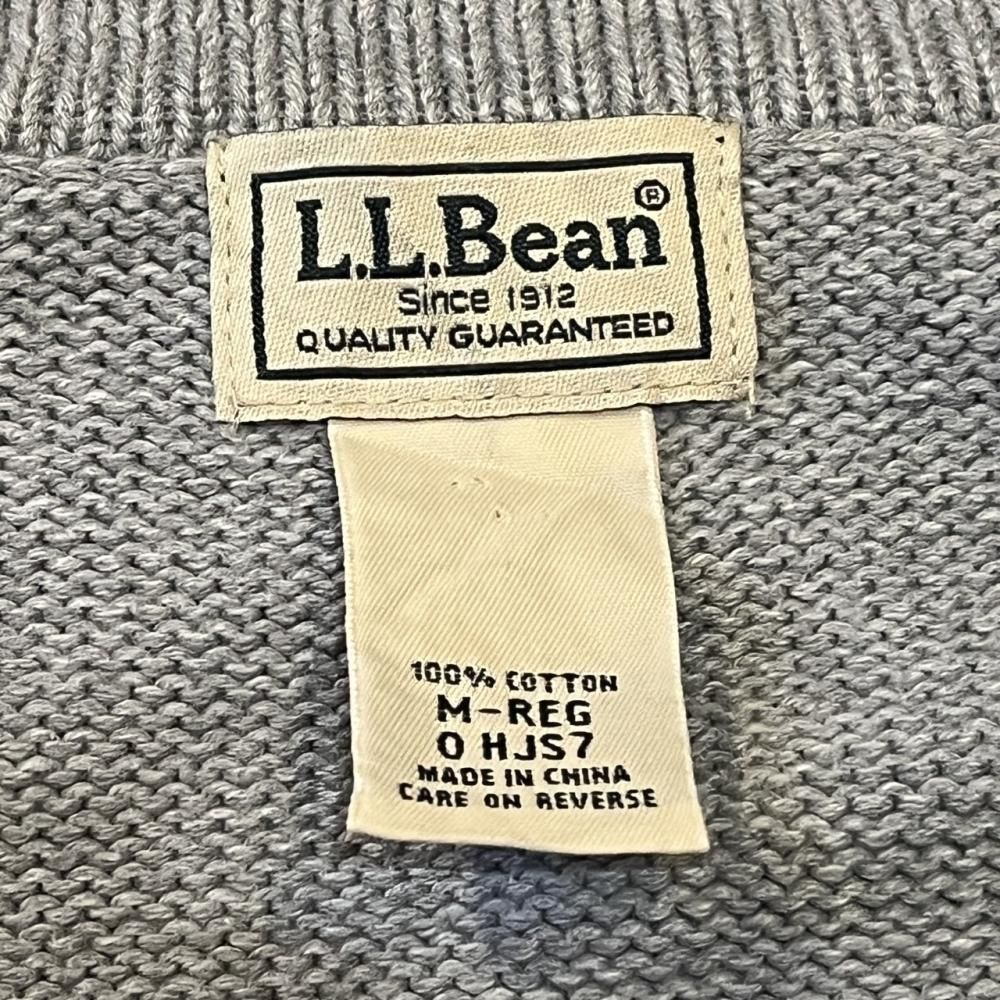 L.L.Bean®
Since 1912
QUALITY GUARANTEED
100% COTTON
M-REG
0 HJS7
MADE IN CHINA
CARE ON REVERSE